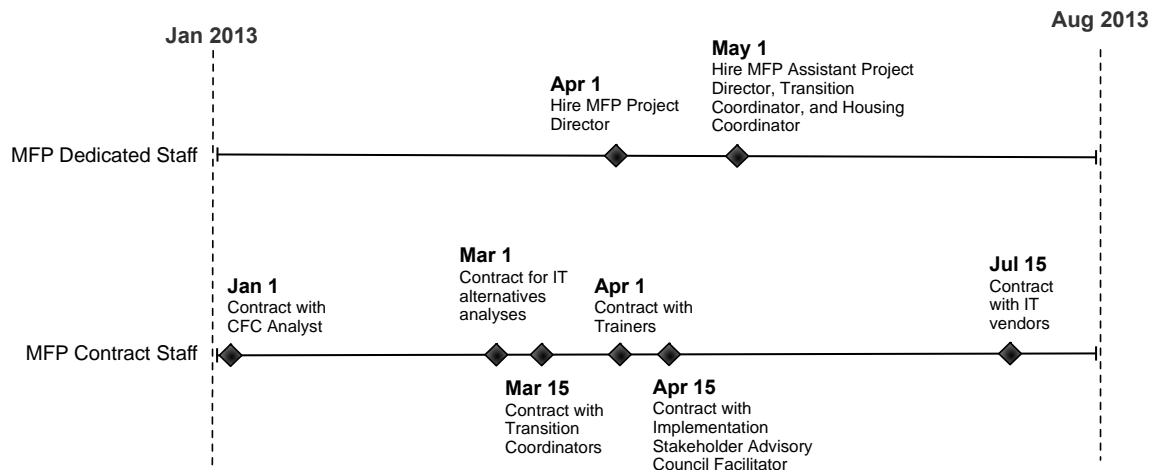 Jan 2013
Aug 2013
Apr 1
Hire MFP Project
Director
May 1
Hire MFP Assistant Project
Director, Transition
Coordinator, and Housing
Coordinator
MFP Dedicated Staff
Jan 1
Contract with
CFC Analyst
Mar 1
Contract for IT
alternatives
analyses
Apr 1
Contract with
Trainers
Jul 15
Contract
with IT
vendors
MFP Contract Staff
Mar 15
Contract with
Transition
Coordinators
Apr 15
Contract with
Implementation
Stakeholder Advisory
Council Facilitator